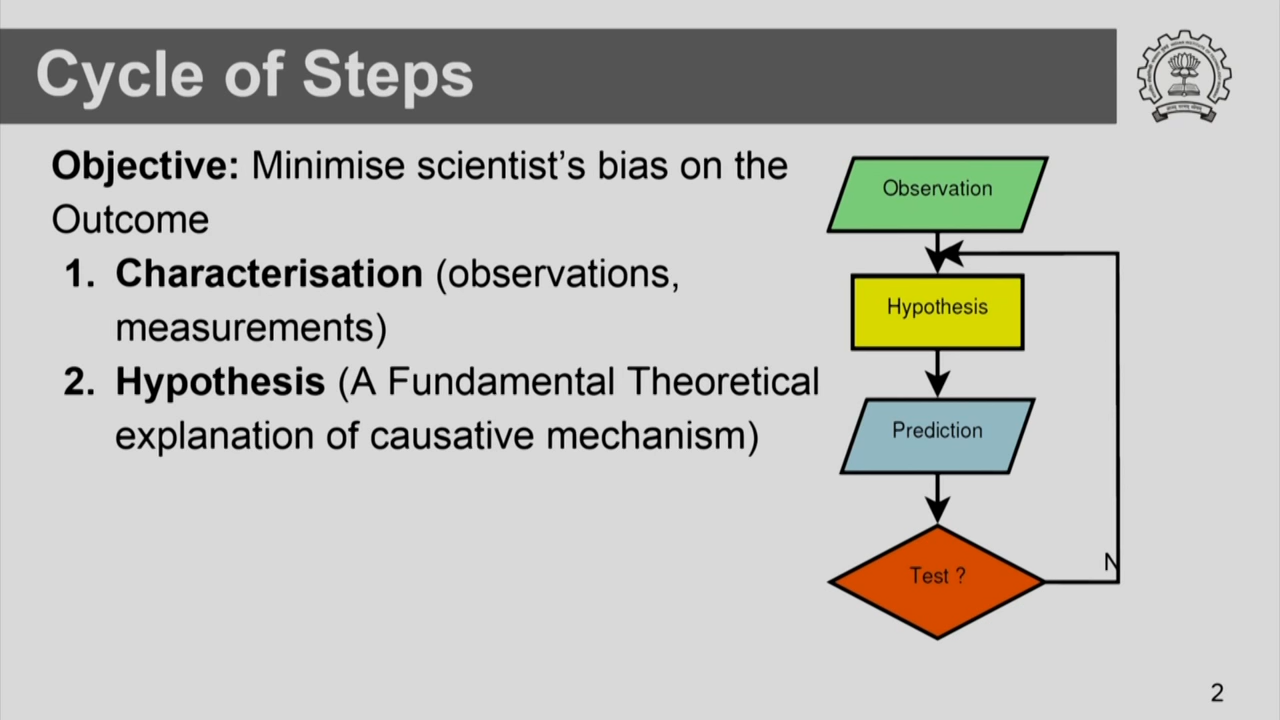 Cycle of Steps
Objective: Minimise scientist's bias on the
Outcome
1. Characterisation (observations,
measurements)
2. Hypothesis (A Fundamental Theoretical
explanation of causative mechanism)
Observation
Hypothesis
Prediction
Test ?
N
2